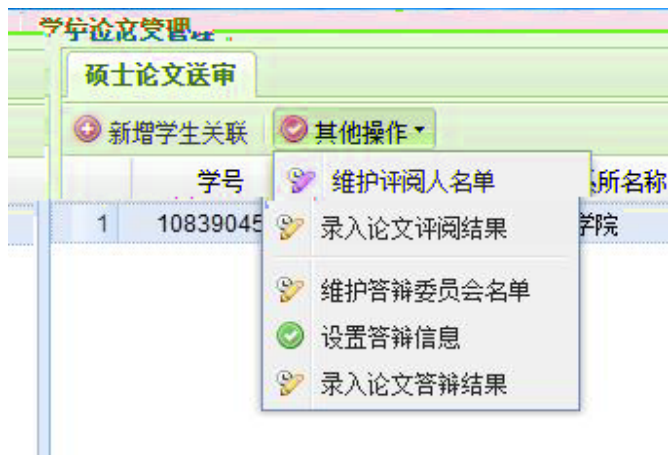 硕士论文送审
新增学生关联 其他操作
学号 所名称
维护评阅人名单
1 10839045 学院
录入论文评阅结果
维护答辩委员会名单
设置答辩信息
录入论文答辩结果